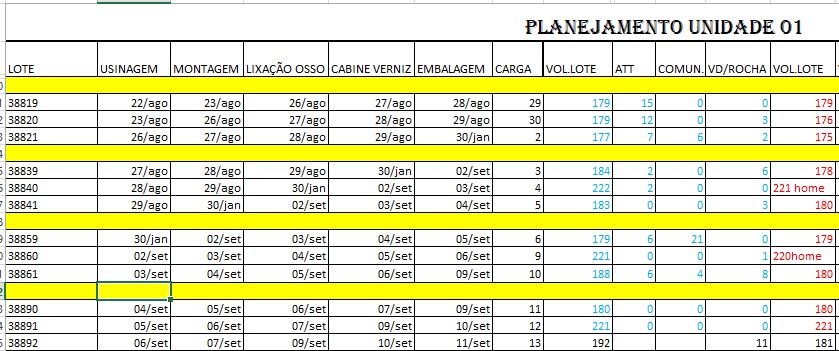 PLANEJAMENTO UNIDADE 01
LOTE USINAGEM MONTAGEM LIXAÇÃO OSSO CABINE VERNIZ EMBALAGEM CARGA VOL.LOTE ATT COMUN. VD/ROCHA VOL.LOTE
38819 22/ago 23/ago 26/ago 27/ago 28/ago 29 179 15 0 0 179
38820 23/ago 26/ago 27/ago 28/ago 29/ago 30 179 12 0 3 176
38821 26/ago 27/ago 28/ago 29/ago 30/jan 2 177 7 6 2 175
38839 27/ago 28/ago 29/ago 30/jan 02/set 3 184 2 0 6 178
38840 28/ago 29/ago 30/jan 02/set 03/set 4 222 2 0 0 221 home
38841 29/ago 30/jan 02/set 03/set 04/set 5 183 0 0 3 180
38859 30/jan 02/set 03/set 04/set 05/set 6 179 6 21 0 179
38860 02/set 03/set 04/set 05/set 06/set 9 221 0 0 1 220home
38861 03/set 04/set 05/set 06/set 09/set 10 188 6 4 8 180
38890 04/set 05/set 06/set 07/set 09/set 11 180 0 0 0 180
38891 05/set 06/set 07/set 09/set 10/set 12 221 0 0 0 221
38892 06/set 07/set 09/set 10/set 11/set 13 192 11 181